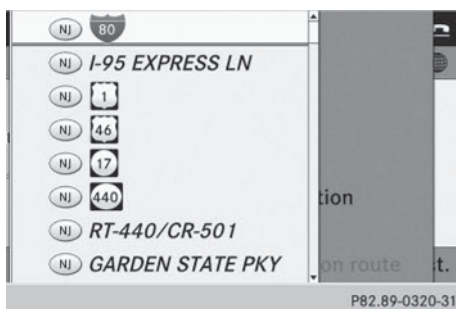 NJ 80
NJ I-95 EXPRESS LN
NJ 1
NJ 46
NJ 17
NJ 440 tion
NJ RT-440/CR-501
NJ GARDEN STATE PKY on route t.
P82.89-0320-31